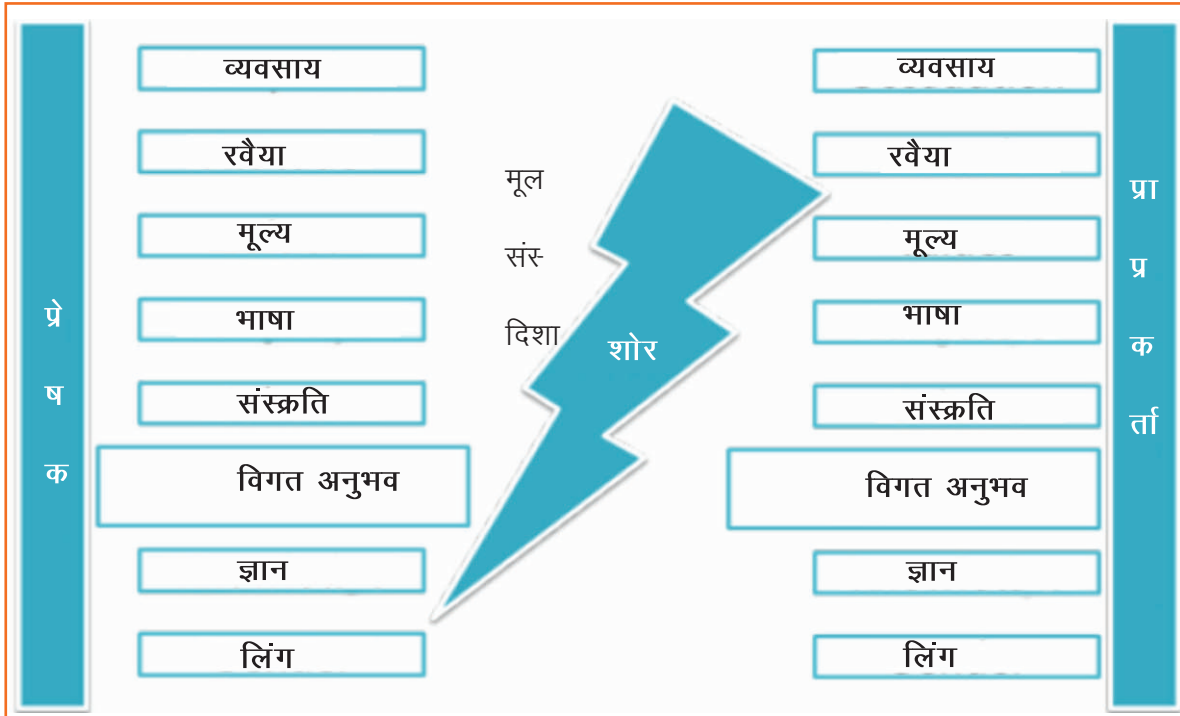 प्रे
ष
क
व्यवसाय
रवैया
मूल्य
भाषा
संस्क्रति
विगत अनुभव
ज्ञान
लिंग
मूल
संस्
दिशा
शोर
व्यवसाय
रवैया
मूल्य
भाषा
संस्क्रति
विगत अनुभव
ज्ञान
लिंग
प्रा
प्र
क
र्ता